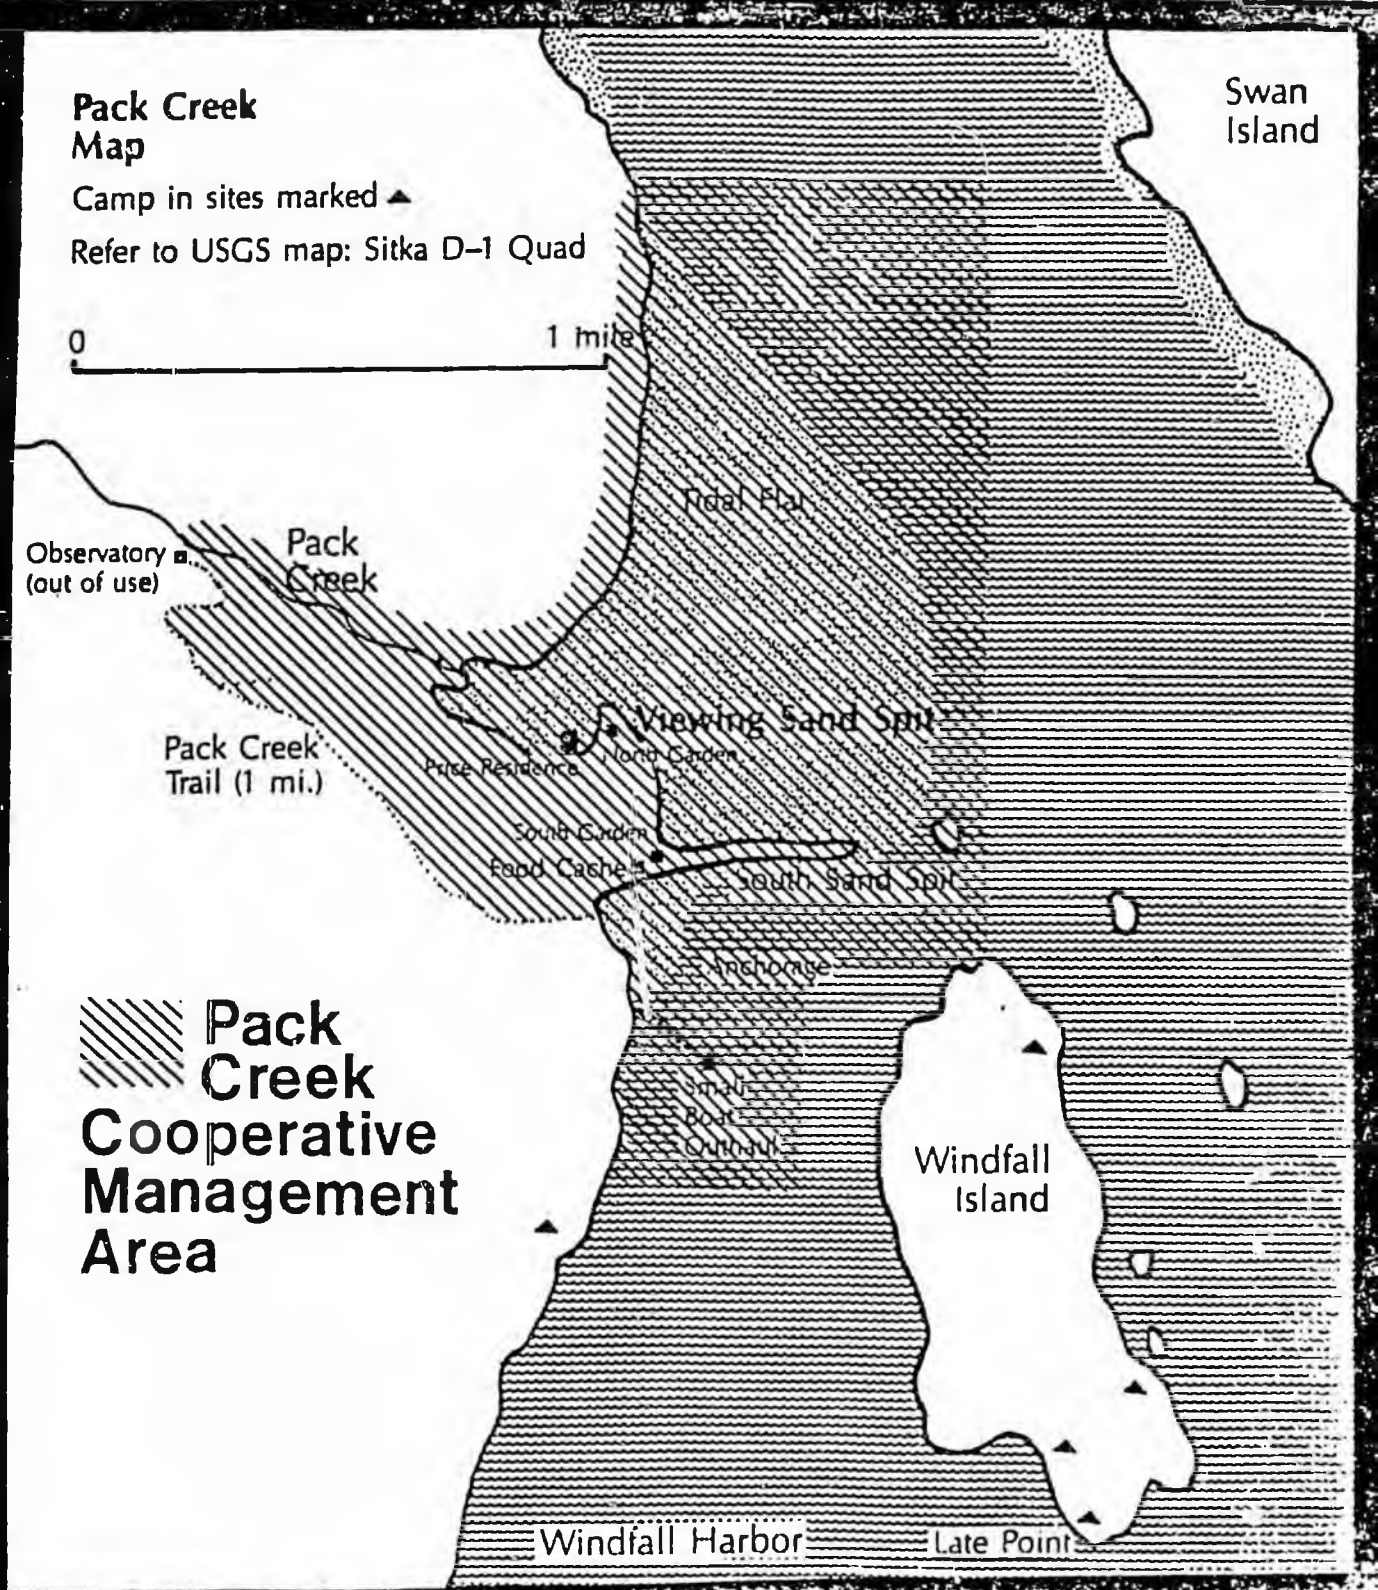 Pack Creek
Map
Camp in sites marked
Refer to USGS map: Sitka D-1 Quad
0 1 mile
Swan
Island
Tidal Flat
Observatory
(out of use)
Pack
Creek
Viewing Sand Spit
North Garden
Price Residence
Pack Creek
Trail (1 mi.)
South Garden
Food Cache
South Sand Spit
Anchorage
Small
Boat
Outhaul
Pack
Creek
Cooperative
Management
Area
Windfall
Island
Windfall Harbor
Late Point